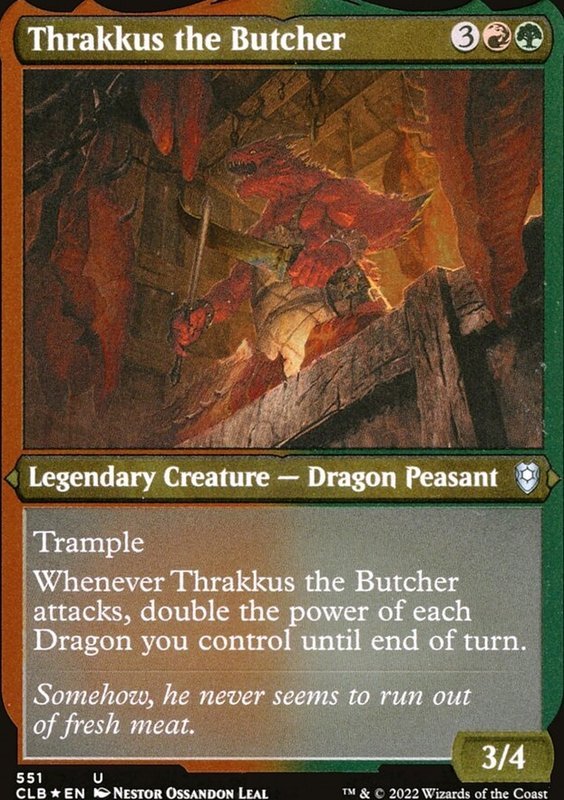 Thrakkus the Butcher 3
Legendary Creature — Dragon Peasant
Trample
Whenever Thrakkus the Butcher
attacks, double the power of each
Dragon you control until end of turn.
Somehow, he never seems to run out
of fresh meat.
3/4
551 U
CLB★EN Nestor Ossandon Leal
™ & © 2022 Wizards of the Coast